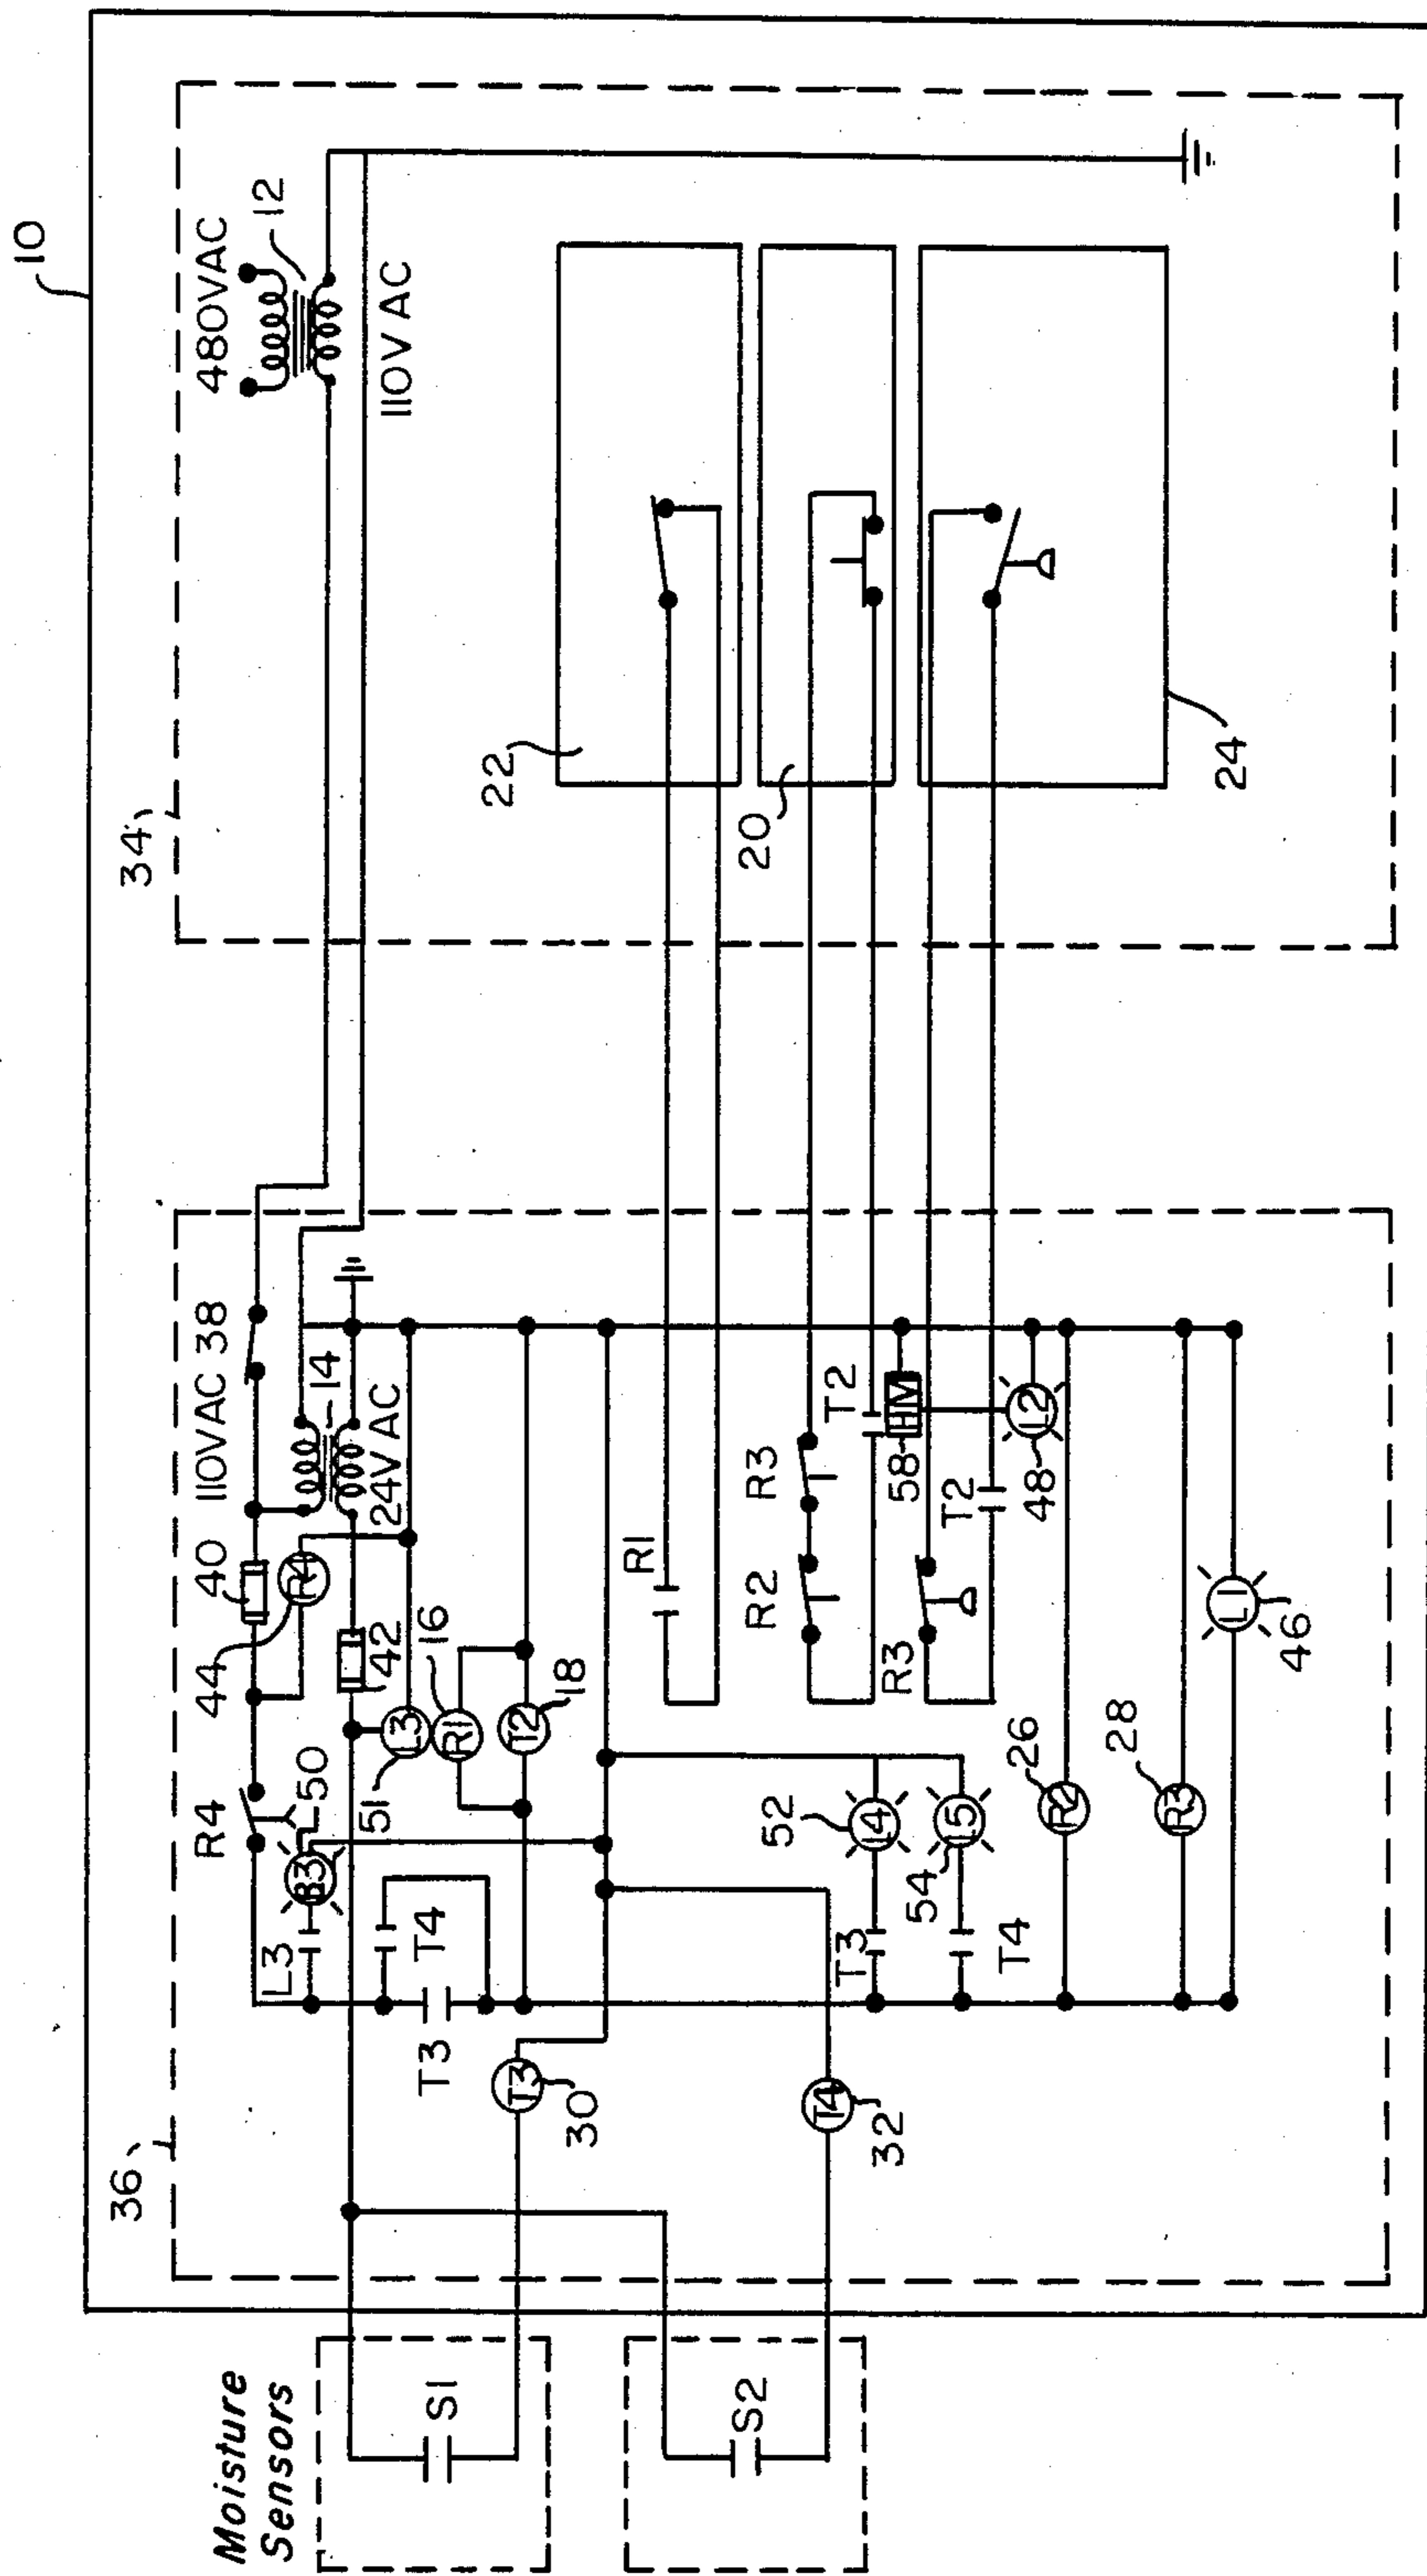 10
480VAC
12
110V AC
34
22
20
24
36
110VAC 38
14
24V AC
40
R4
44
42
16
R1
L3
51
T2
18
R4
50
B3
L3
T4
T3
T3
30
T4
32
R1
R3
R2
T2
HM
58
R3
T2
L2
48
52
L4
L5
54
T3
T4
26
R2
28
R3
L1
46
Moisture
Sensors
S1
S2